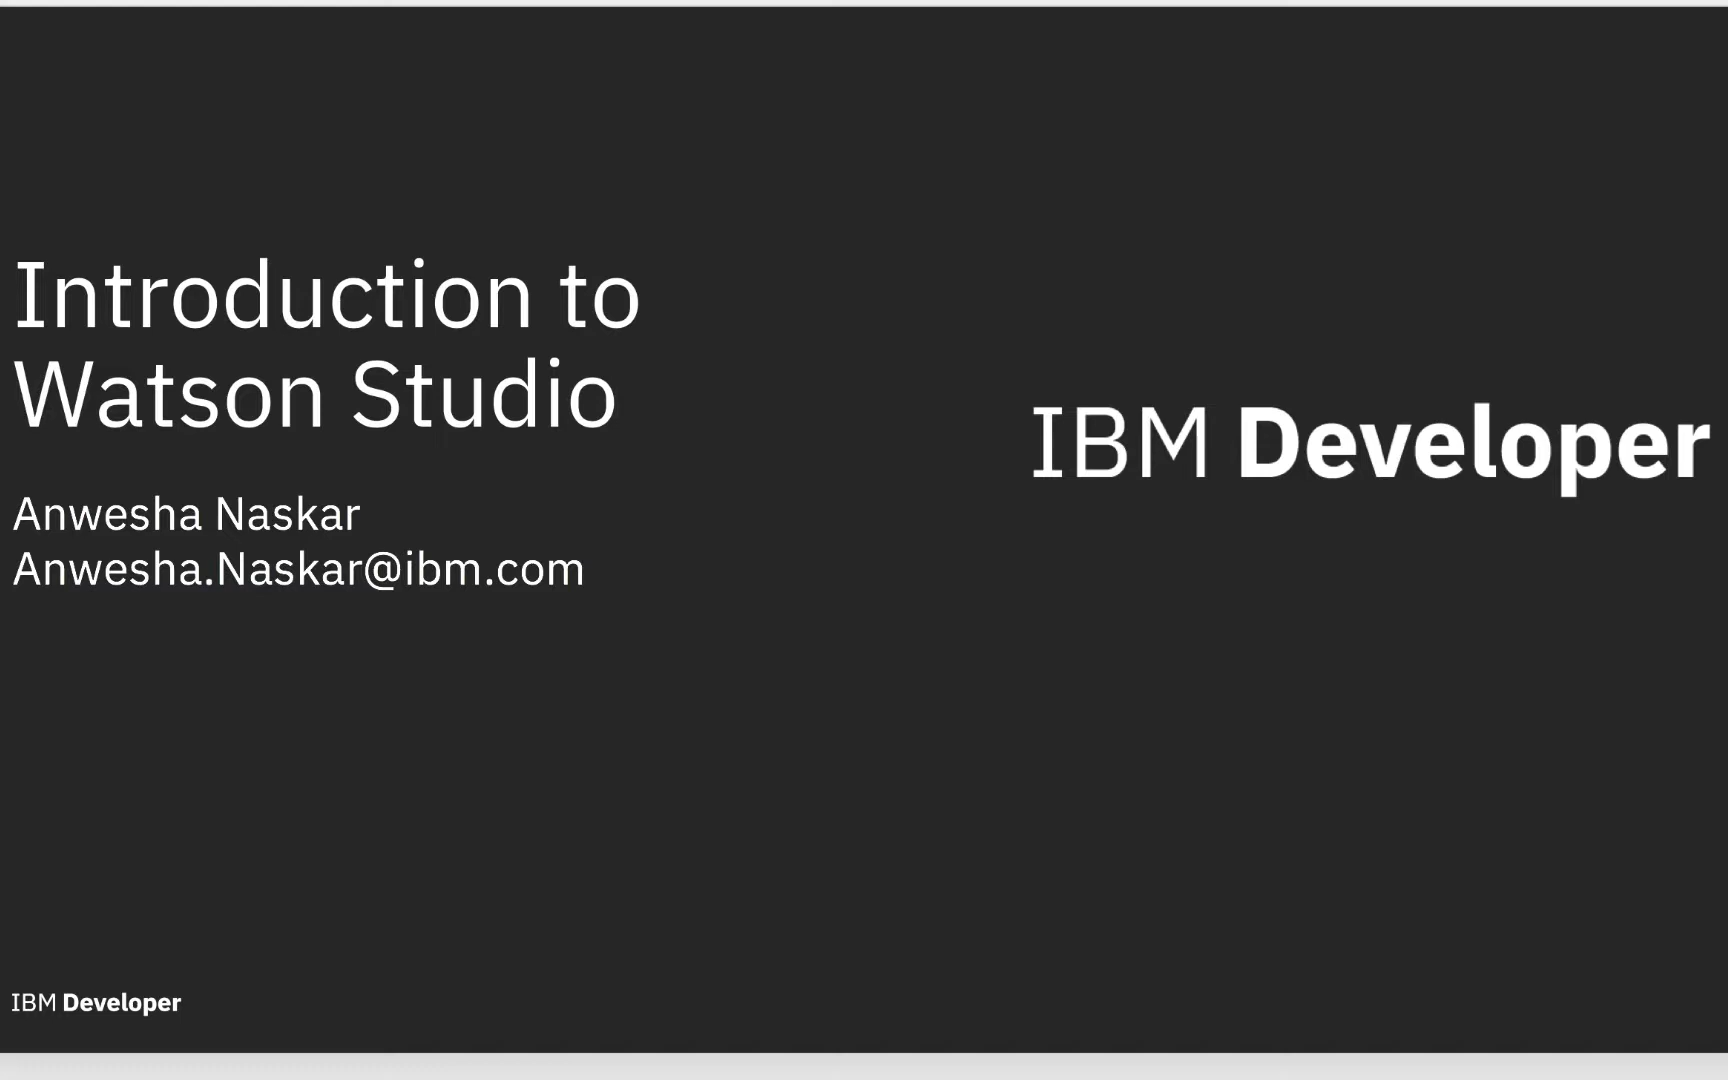 Introduction to
Watson Studio
Anwesha Naskar
Anwesha.Naskar@ibm.com
IBM Developer
IBM Developer